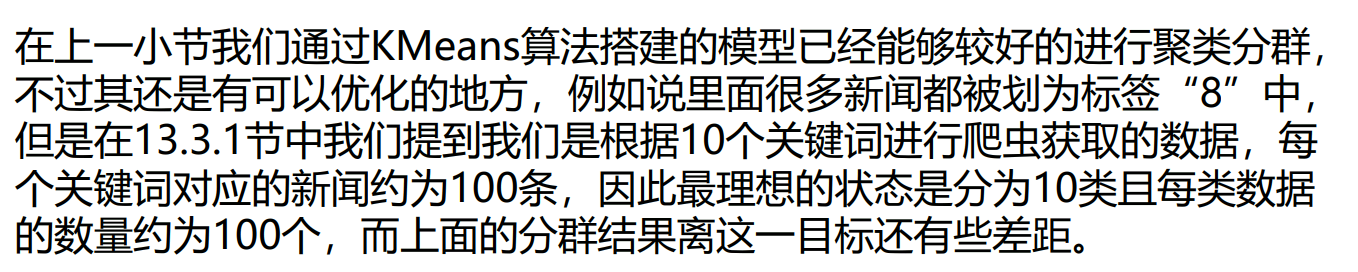 在上一小节我们通过KMeans算法搭建的模型已经能够较好的进行聚类分群，
不过其还是有可以优化的地方，例如说里面很多新闻都被划为标签“8”中，
但是在13.3.1节中我们提到我们是根据10个关键词进行爬虫获取的数据，每
个关键词对应的新闻约为100条，因此最理想的状态是分为10类且每类数据
的数量约为100个，而上面的分群结果离这一目标还有些差距。